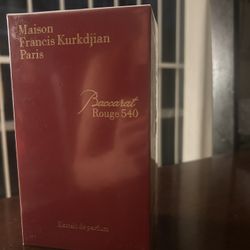 Maison
Francis Kurkdjian
Paris
Baccarat
Rouge 540
Extrait de parfum